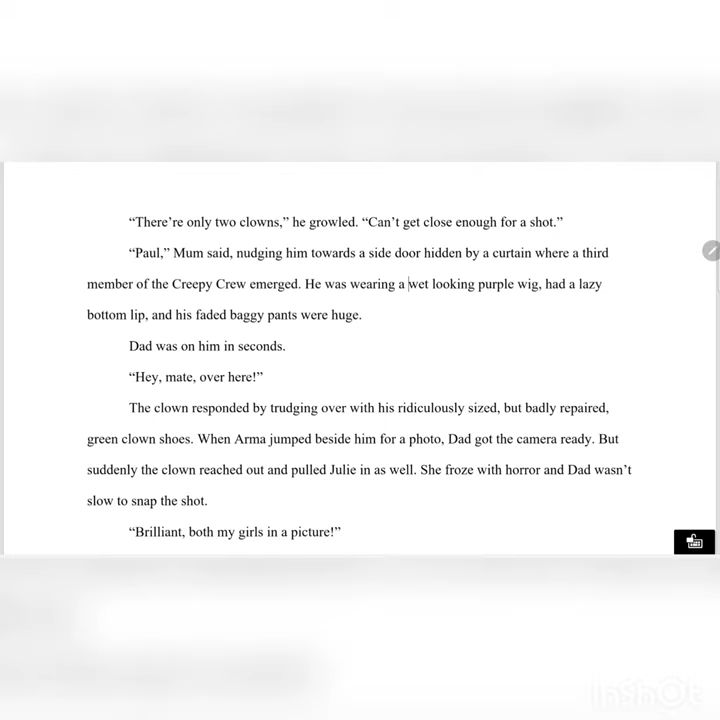 “There’re only two clowns,” he growled. “Can’t get close enough for a shot.”
“Paul,” Mum said, nudging him towards a side door hidden by a curtain where a third
member of the Creepy Crew emerged. He was wearing a wet looking purple wig, had a lazy
bottom lip, and his faded baggy pants were huge.
Dad was on him in seconds.
“Hey, mate, over here!”
The clown responded by trudging over with his ridiculously sized, but badly repaired,
green clown shoes. When Arma jumped beside him for a photo, Dad got the camera ready. But
suddenly the clown reached out and pulled Julie in as well. She froze with horror and Dad wasn’t
slow to snap the shot.
“Brilliant, both my girls in a picture!”
InShot